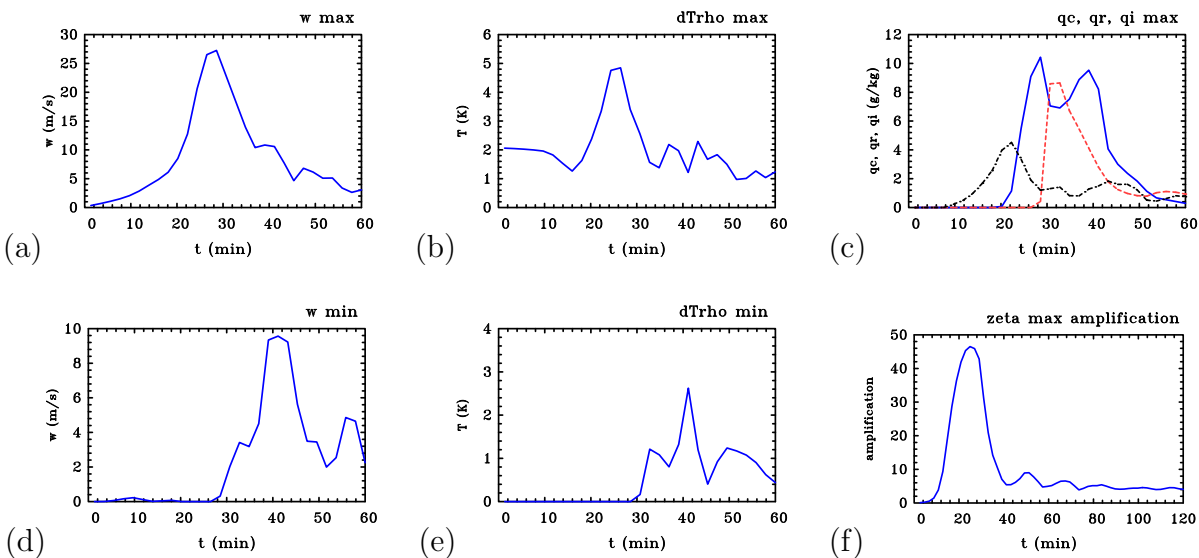 w max
30
25
20
15
10
5
0
w (m/s)
0 10 20 30 40 50 60
t (min)
(a)
dTrho max
6
5
4
3
2
1
0
T (K)
0 10 20 30 40 50 60
t (min)
(b)
qc, qr, qi max
12
10
8
6
4
2
0
qc, qr, qi (g/kg)
0 10 20 30 40 50 60
t (min)
(c)
w min
10
8
6
4
2
0
w (m/s)
0 10 20 30 40 50 60
t (min)
(d)
dTrho min
4
3
2
1
0
T (K)
0 10 20 30 40 50 60
t (min)
(e)
zeta max amplification
50
40
30
20
10
0
amplification
0 20 40 60 80 100 120
t (min)
(f)